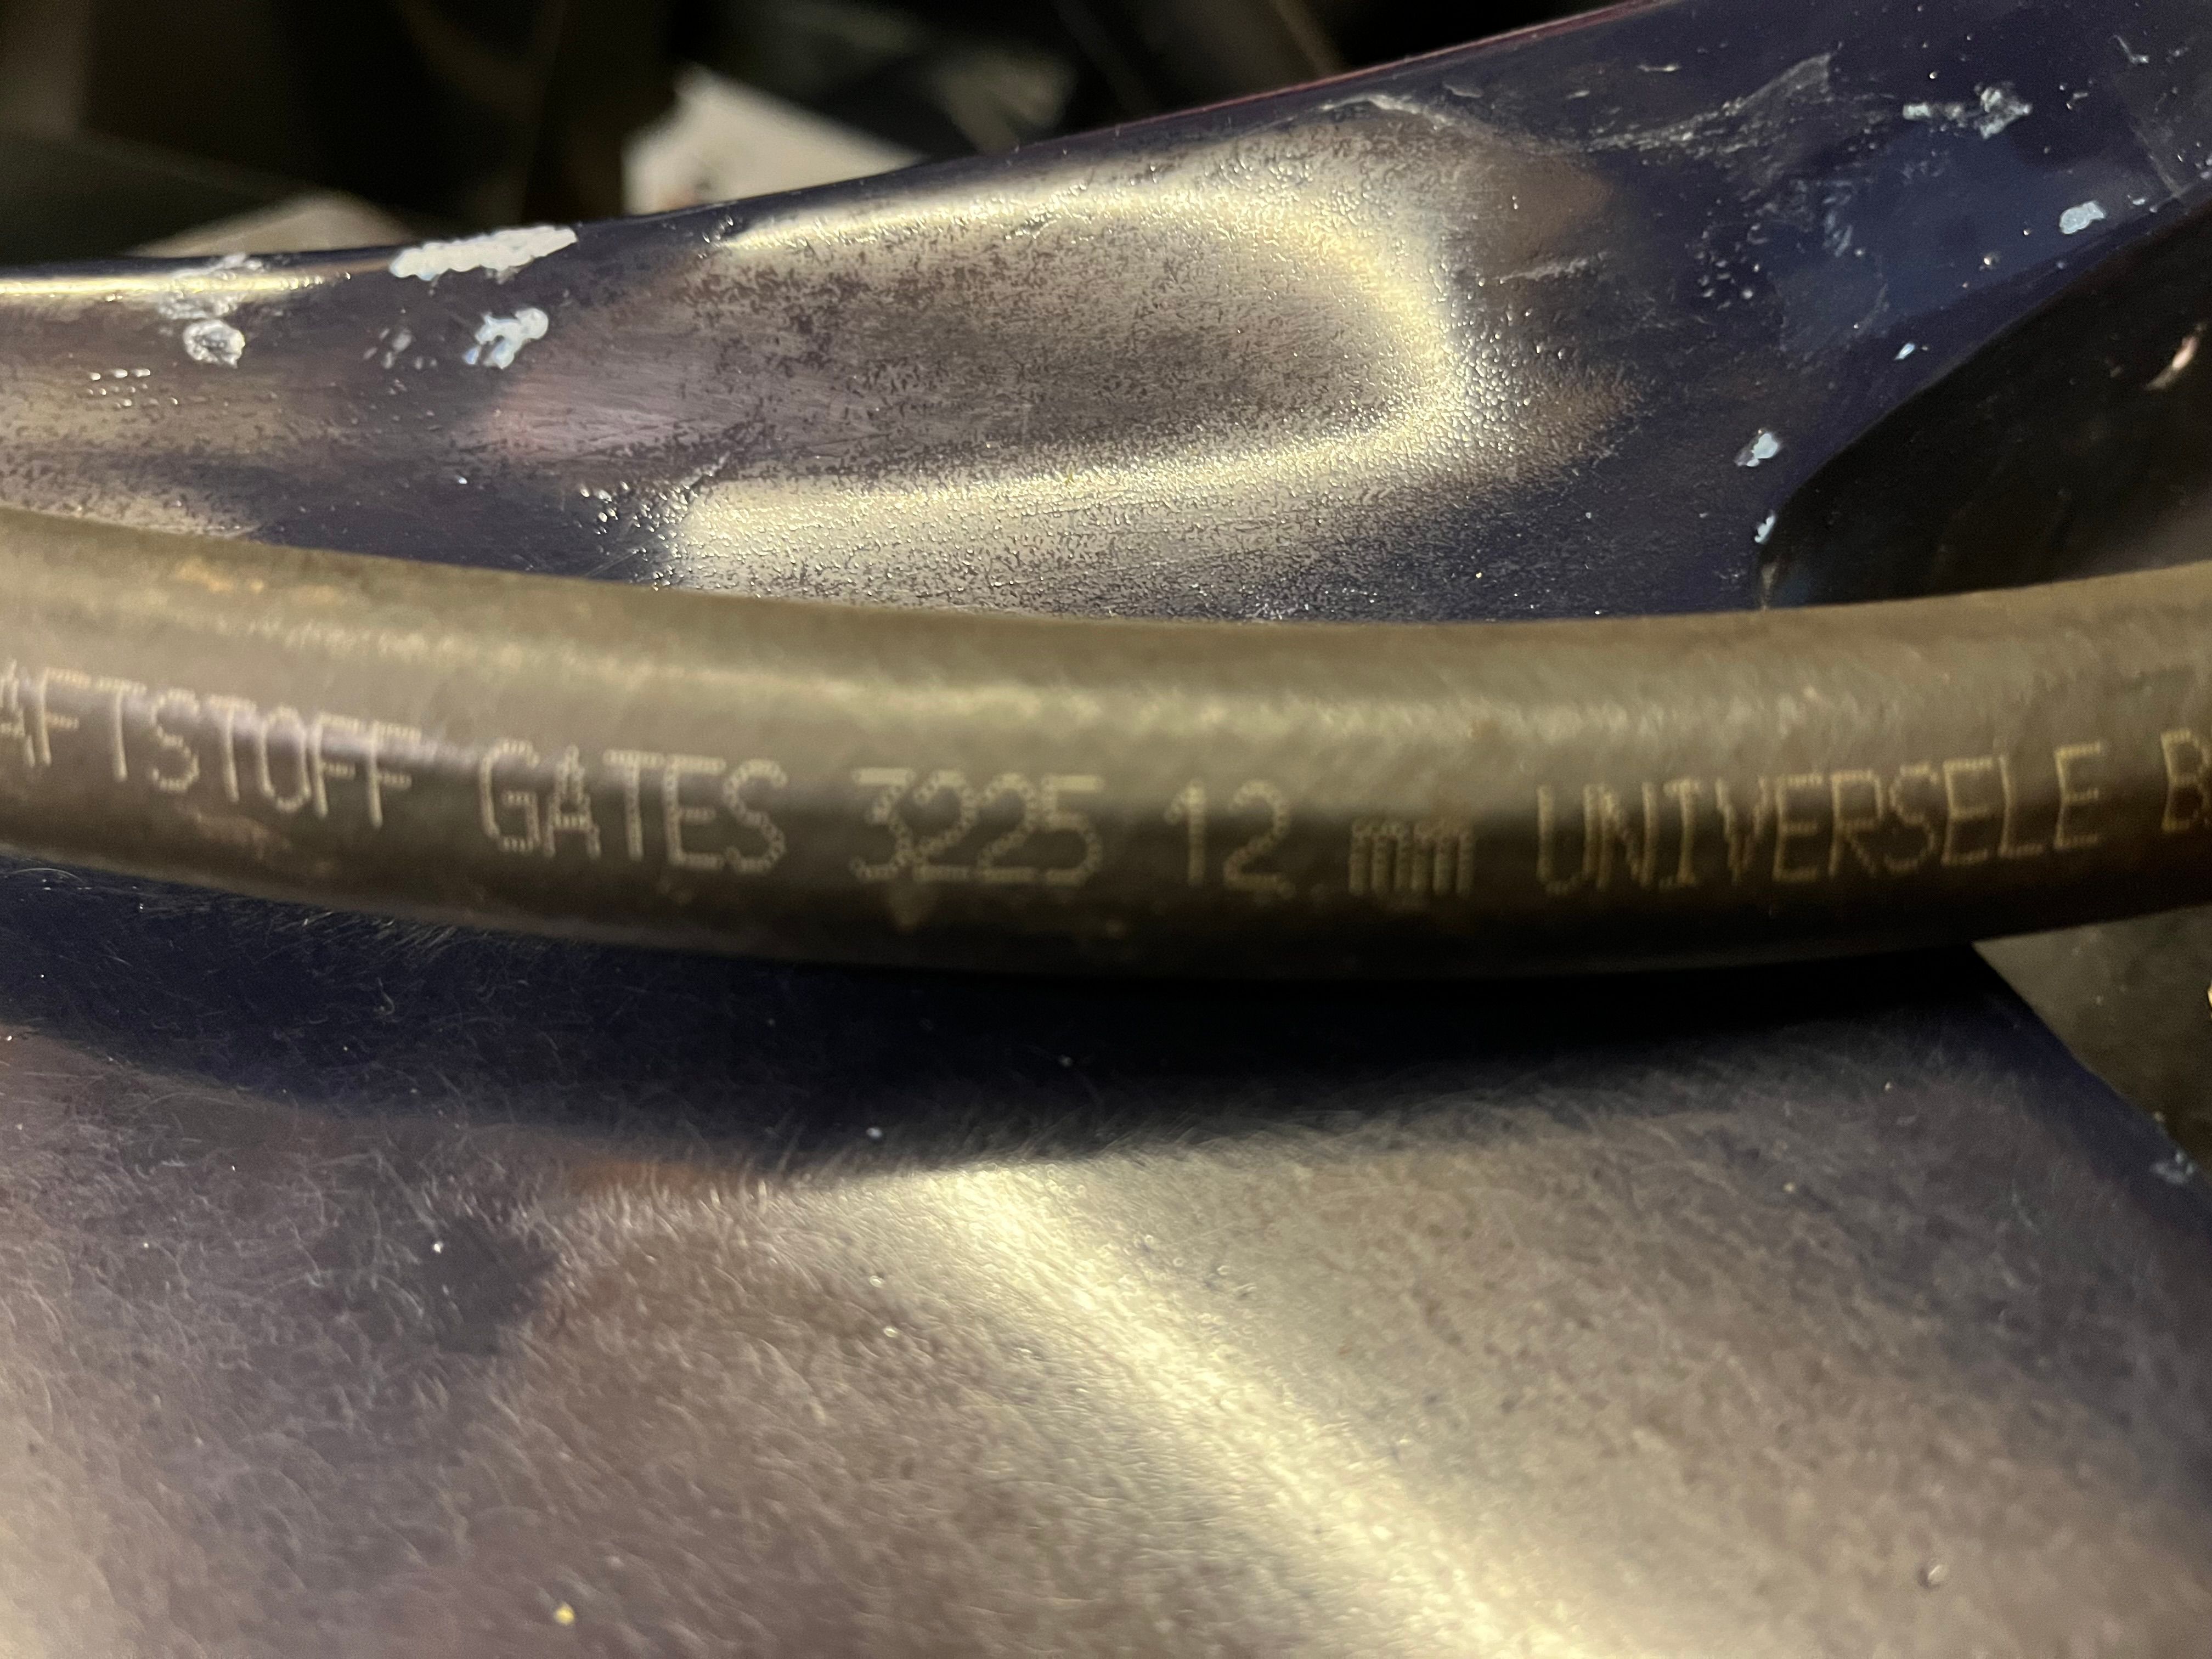 AFTSTOFF GATES 3225 12 mm UNIVERSELE B